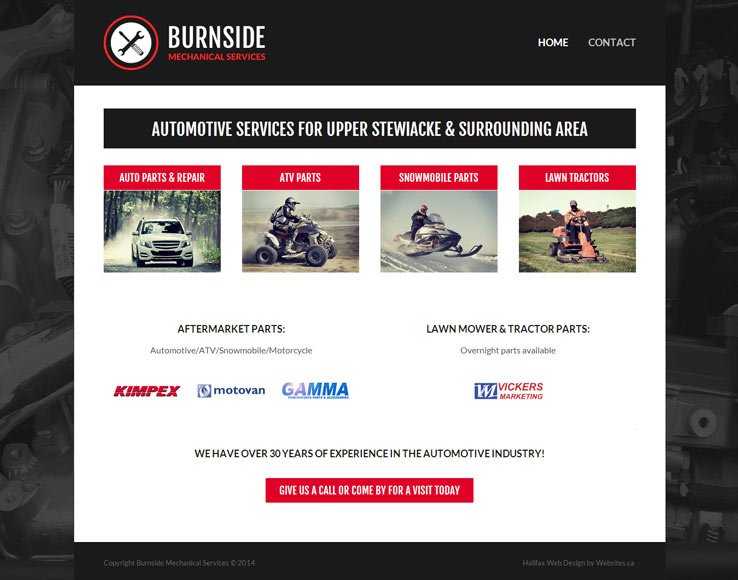 BURNSIDE
MECHANICAL SERVICES
HOME CONTACT
AUTOMOTIVE SERVICES FOR UPPER STEWIACKE & SURROUNDING AREA
AUTO PARTS & REPAIR
ATV PARTS
SNOWMOBILE PARTS
LAWN TRACTORS
AFTERMARKET PARTS:
Automotive/ATV/Snowmobile/Motorcycle
KIMPEX
motovan
GAMMA
POWERSPORTS PARTS & ACCESSORIES
LAWN MOWER & TRACTOR PARTS:
Overnight parts available
VICKERS
MARKETING
WE HAVE OVER 30 YEARS OF EXPERIENCE IN THE AUTOMOTIVE INDUSTRY!
GIVE US A CALL OR COME BY FOR A VISIT TODAY
Copyright Burnside Mechanical Services © 2014
Halifax Web Design by Websites.ca